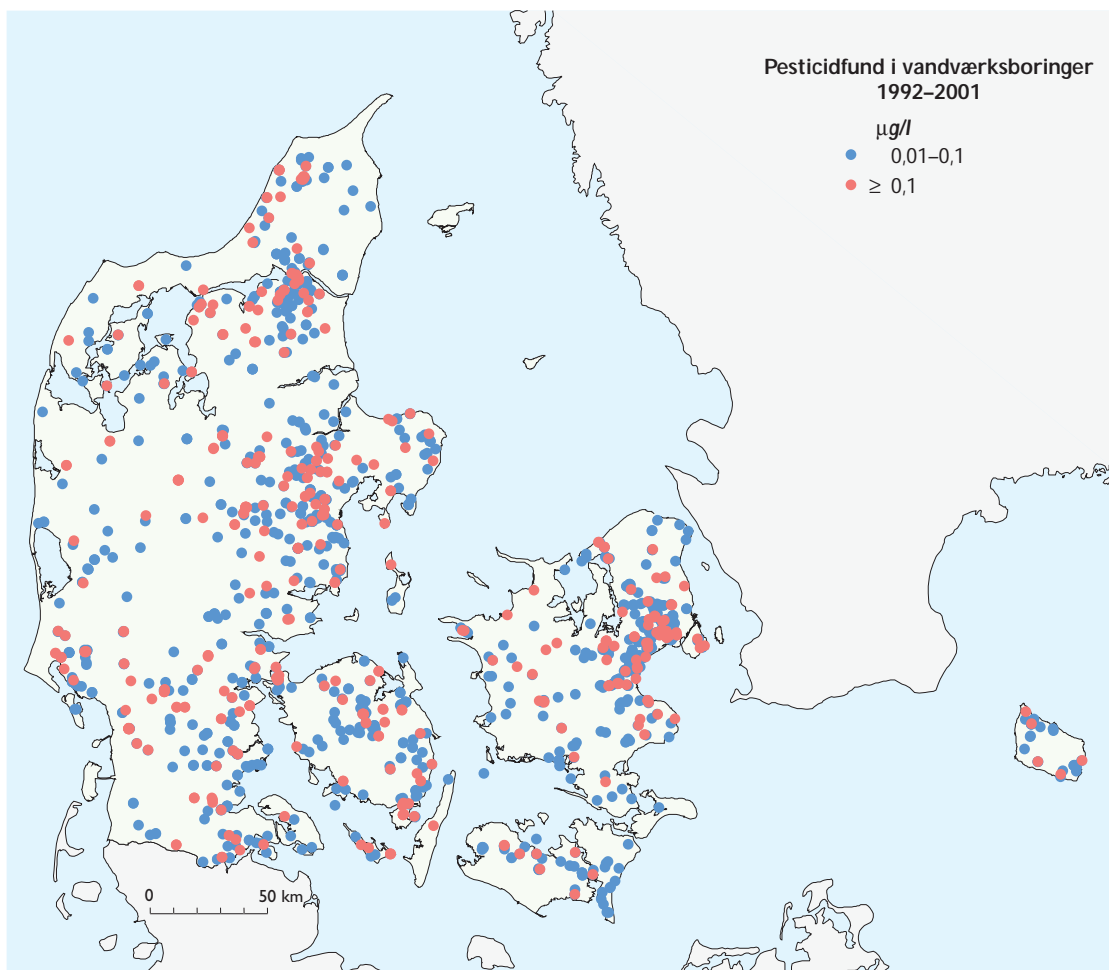 Pesticidfund i vandværksboringer
1992–2001
µg/l
0,01–0,1
≥ 0,1
0 50 km